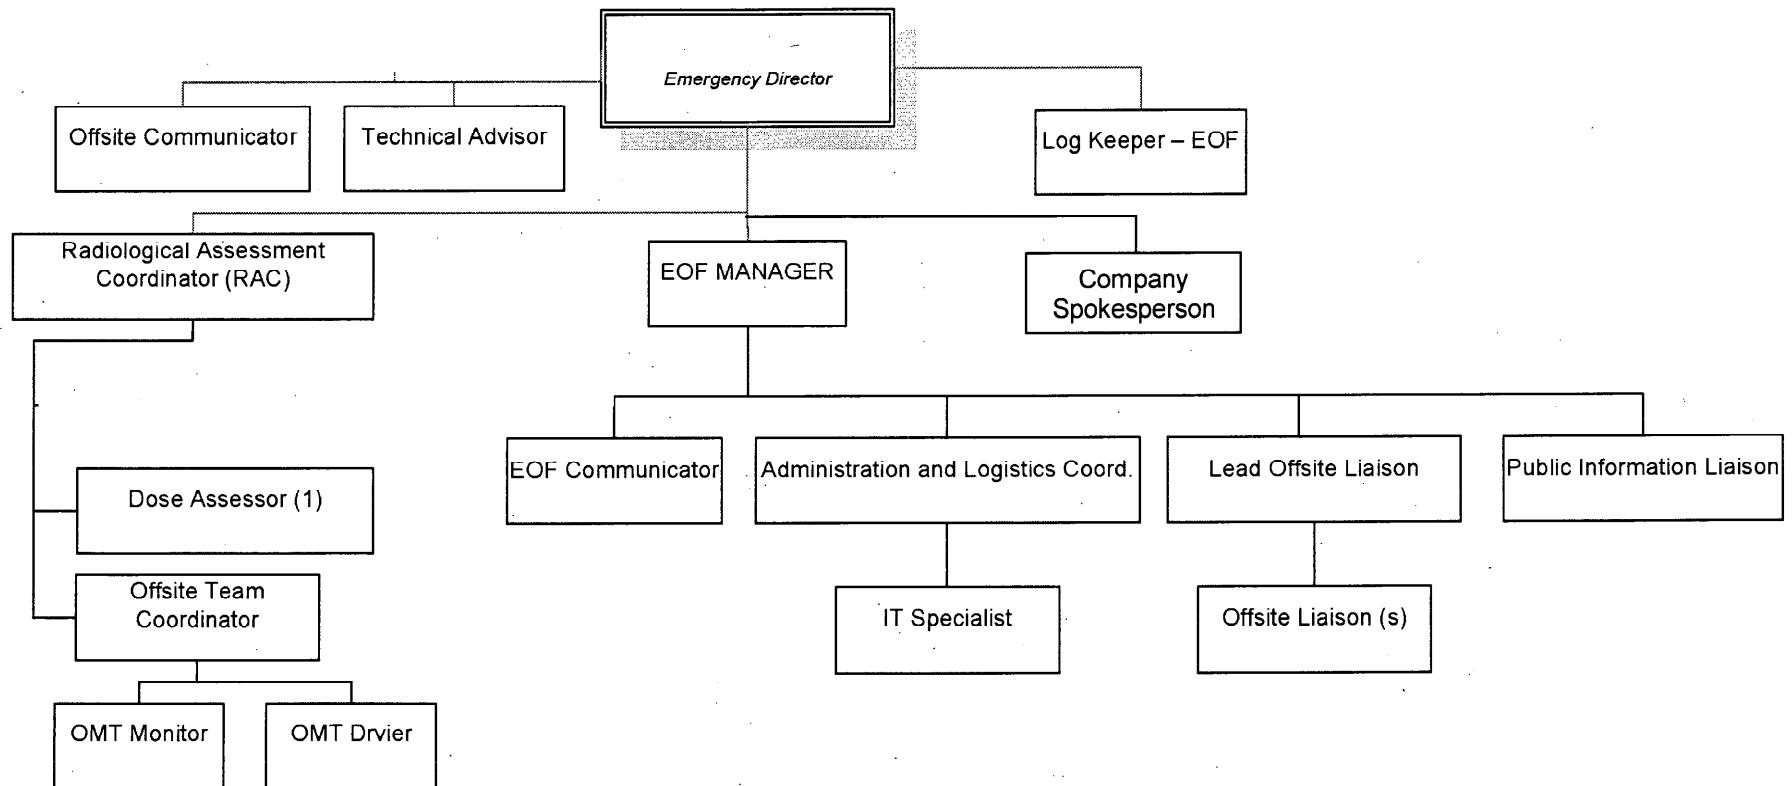 Emergency Director
Offsite Communicator
Technical Advisor
Log Keeper – EOF
Radiological Assessment
Coordinator (RAC)
EOF MANAGER
Company
Spokesperson
EOF Communicator
Administration and Logistics Coord.
Lead Offsite Liaison
Public Information Liaison
Dose Assessor (1)
Offsite Team
Coordinator
IT Specialist
Offsite Liaison (s)
OMT Monitor
OMT Drvier